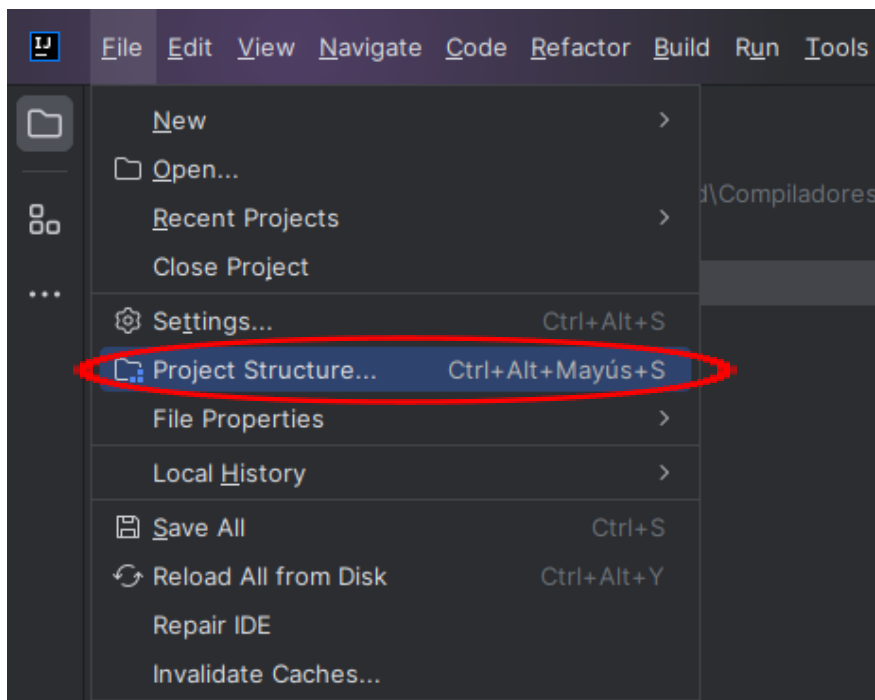 IJ File Edit View Navigate Code Refactor Build Run Tools
New
Open...
d\Compiladores
Recent Projects
Close Project
Settings... Ctrl+Alt+S
Project Structure... Ctrl+Alt+Mayús+S
File Properties
Local History
Save All Ctrl+S
Reload All from Disk Ctrl+Alt+Y
Repair IDE
Invalidate Caches...